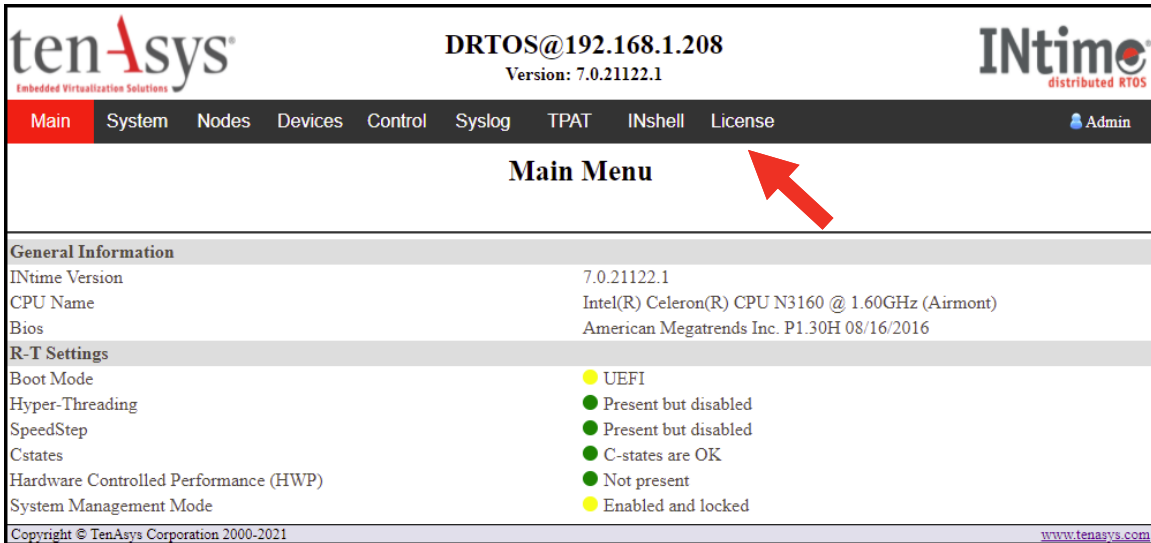 tenAsys®
Embedded Virtualization Solutions
DRTOS@192.168.1.208
Version: 7.0.21122.1
INtime®
distributed RTOS
Main System Nodes Devices Control Syslog TPAT INshell License Admin
Main Menu
General Information
INtime Version 7.0.21122.1
CPU Name Intel(R) Celeron(R) CPU N3160 @ 1.60GHz (Airmont)
Bios American Megatrends Inc. P1.30H 08/16/2016
R-T Settings
Boot Mode UEFI
Hyper-Threading Present but disabled
SpeedStep Present but disabled
Cstates C-states are OK
Hardware Controlled Performance (HWP) Not present
System Management Mode Enabled and locked
Copyright © TenAsys Corporation 2000-2021 www.tenasys.com